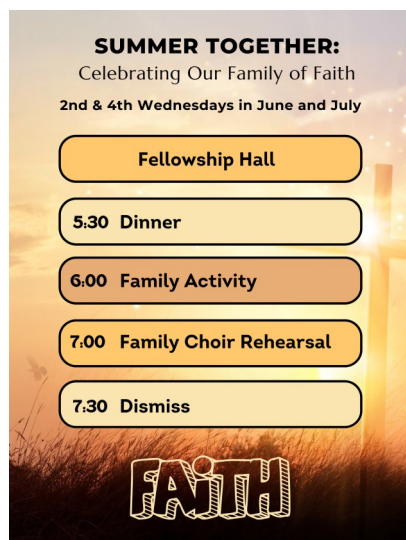 SUMMER TOGETHER:
Celebrating Our Family of Faith
2nd & 4th Wednesdays in June and July
Fellowship Hall
5:30 Dinner
6:00 Family Activity
7:00 Family Choir Rehearsal
7:30 Dismiss
FAiTH